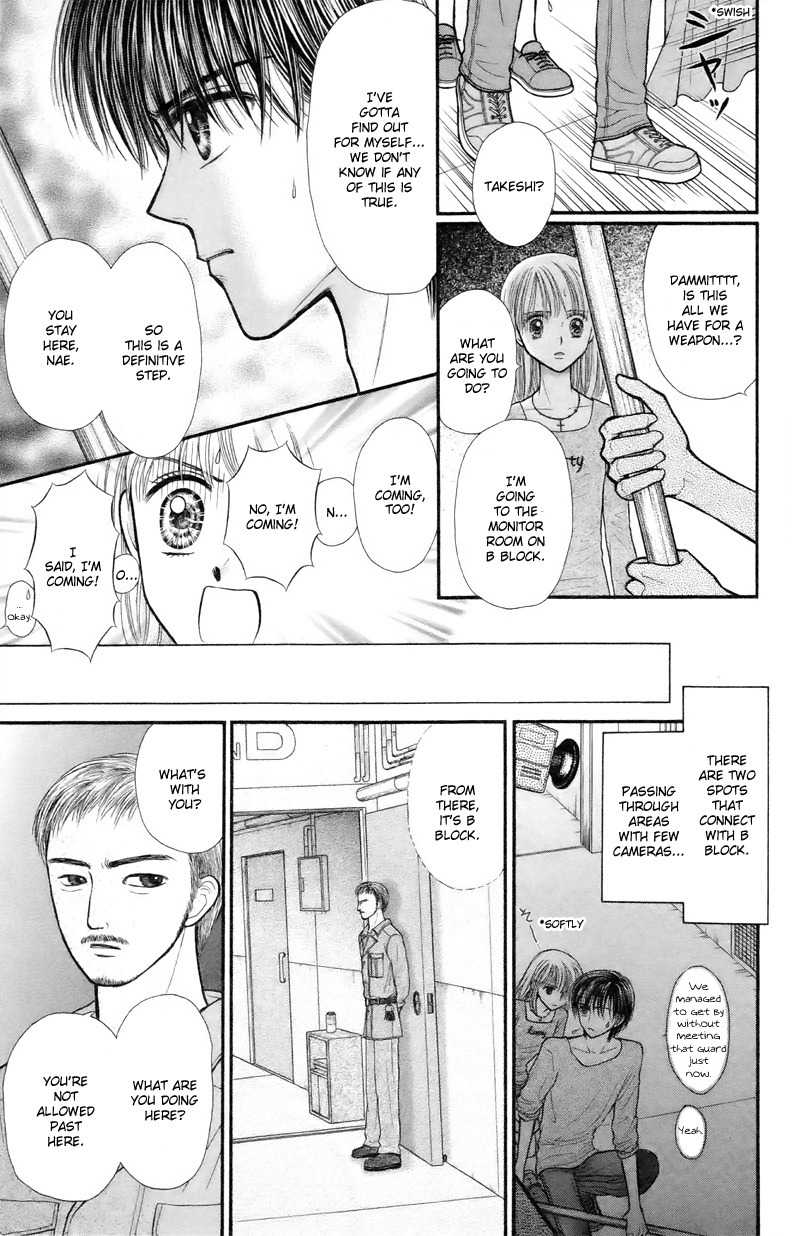 *SWISH
ジャッ
TAKESHI?
DAMMITTTT,
IS THIS
ALL WE
HAVE FOR A
WEAPON...?
WHAT
ARE YOU
GOING TO
DO?
I'M
GOING
TO THE
MONITOR
ROOM ON
B BLOCK.
I'VE
GOTTA
FIND OUT
FOR MYSELF...
WE DON'T
KNOW IF ANY
OF THIS IS
TRUE.
SO
THIS IS A
DEFINITIVE
STEP.
YOU
STAY
HERE,
NAE.
I'M
COMING,
TOO!
N...
NO, I'M
COMING!
O...
I
SAID, I'M
COMING!
...
Okay
THERE
ARE TWO
SPOTS
THAT
CONNECT
WITH B
BLOCK.
PASSING
THROUGH
AREAS
WITH FEW
CAMERAS...
*SOFTLY
We
managed
to get by
without
meeting
that guard
just
now.
Yeah
FROM
THERE,
IT'S B
BLOCK.
B
WHAT'S
WITH
YOU?
WHAT ARE
YOU DOING
HERE?
YOU'RE
NOT
ALLOWED
PAST
HERE.